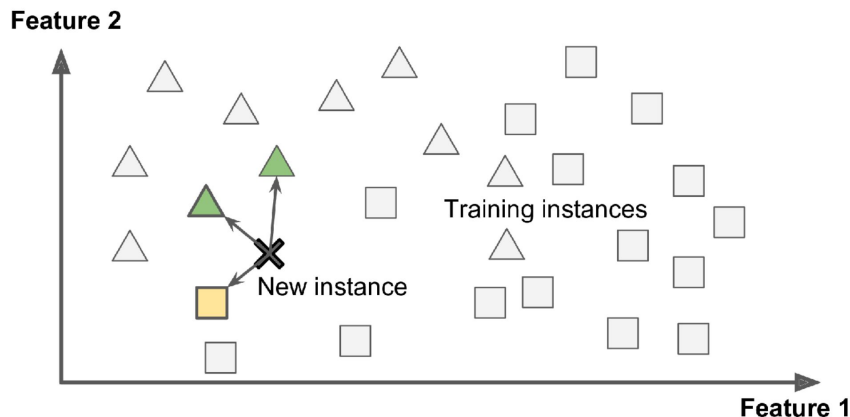 Feature 2
Training instances
New instance
Feature 1